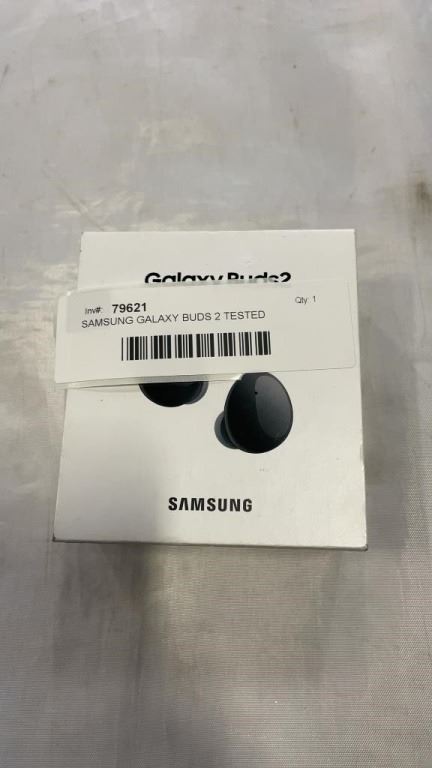 Galaxy Buds2
Inv#: 79621 Qty: 1
SAMSUNG GALAXY BUDS 2 TESTED
SAMSUNG